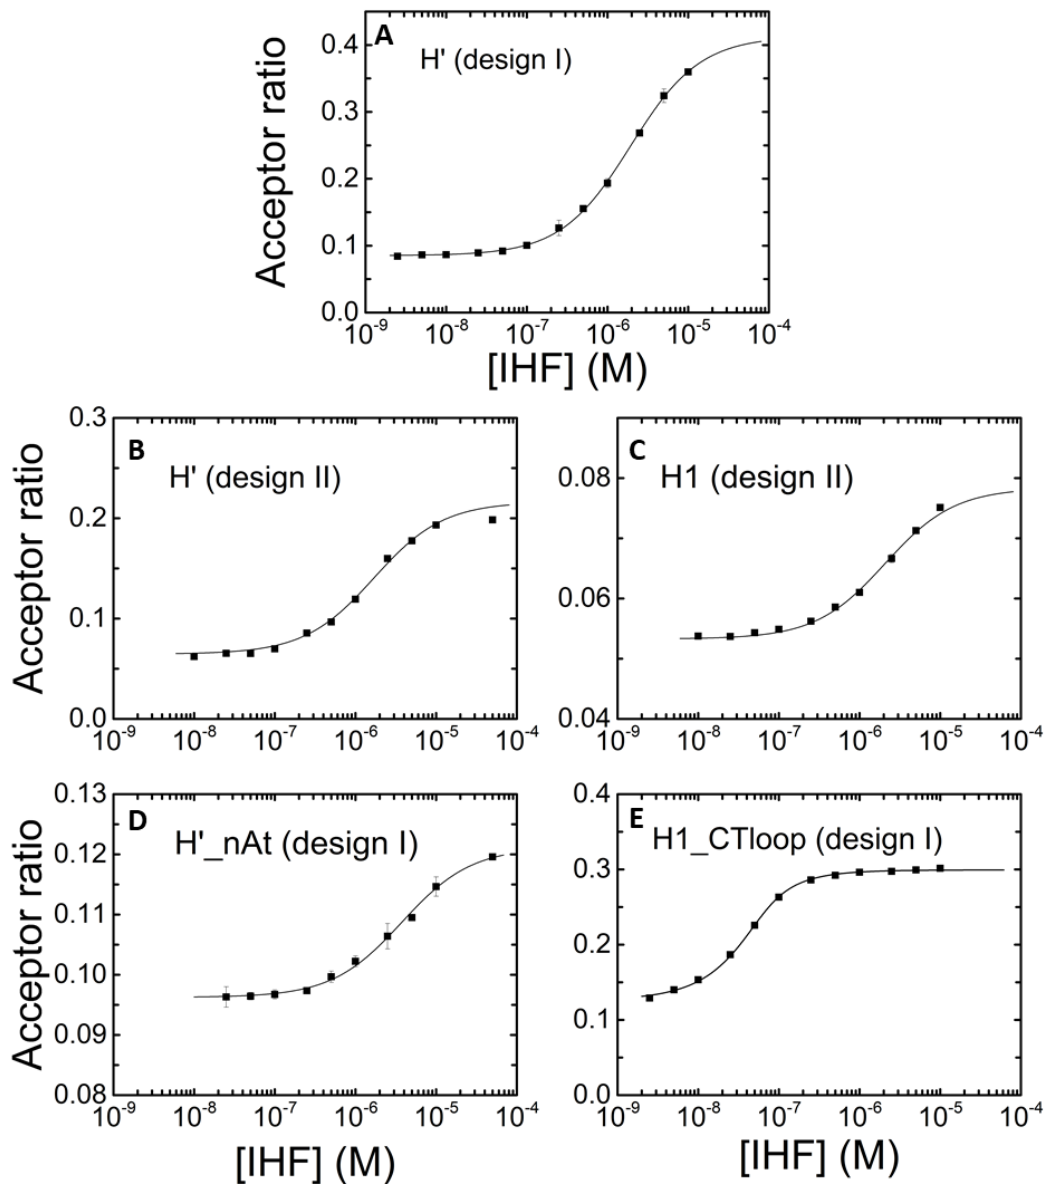 A
H' (design I)
Acceptor ratio
0.4
0.3
0.2
0.1
0.0
10⁻⁹ 10⁻⁸ 10⁻⁷ 10⁻⁶ 10⁻⁵ 10⁻⁴
[IHF] (M)
B
H' (design II)
Acceptor ratio
0.3
0.2
0.1
0.0
10⁻⁹ 10⁻⁸ 10⁻⁷ 10⁻⁶ 10⁻⁵ 10⁻⁴
C
H1 (design II)
0.08
0.06
0.04
10⁻⁹ 10⁻⁸ 10⁻⁷ 10⁻⁶ 10⁻⁵ 10⁻⁴
D
H'_nAt (design I)
Acceptor ratio
0.13
0.12
0.11
0.10
0.09
0.08
10⁻⁹ 10⁻⁸ 10⁻⁷ 10⁻⁶ 10⁻⁵ 10⁻⁴
[IHF] (M)
E
H1_CTloop (design I)
0.4
0.3
0.2
0.1
0.0
10⁻⁹ 10⁻⁸ 10⁻⁷ 10⁻⁶ 10⁻⁵ 10⁻⁴
[IHF] (M)